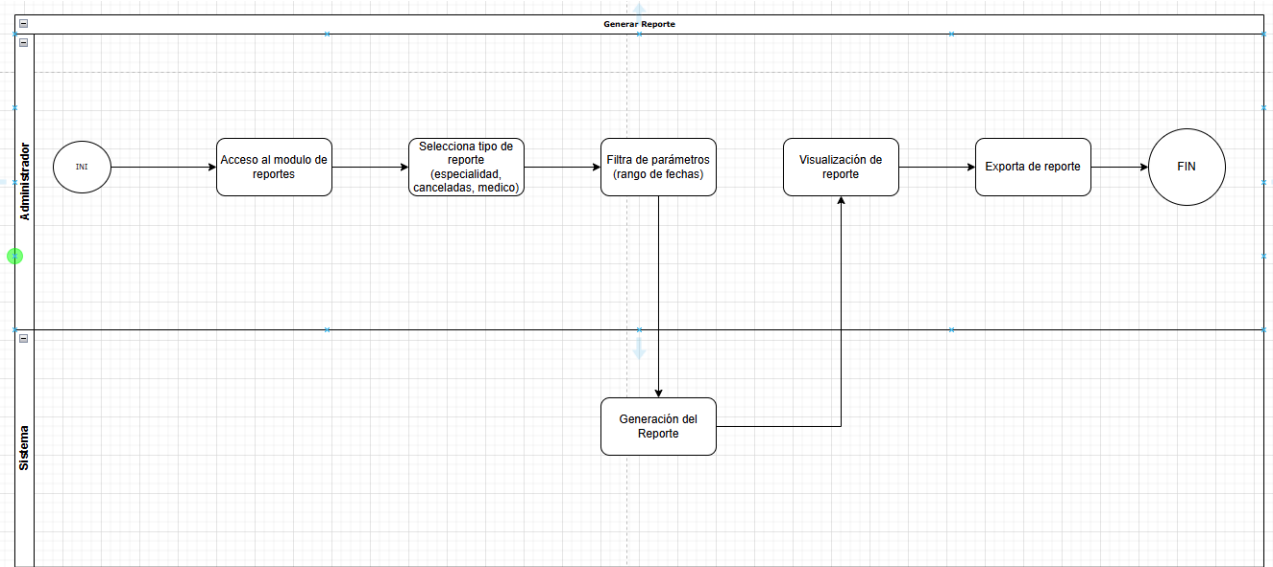 Generar Reporte
Administrador
INI
Acceso al modulo de
reportes
Selecciona tipo de
reporte
(especialidad,
canceladas, medico)
Filtra de parámetros
(rango de fechas)
Visualización de
reporte
Exporta de reporte
FIN
Sistema
Generación del
Reporte